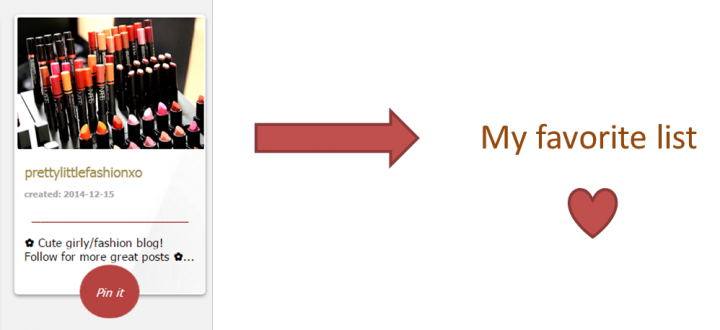 prettylittlefashionxo
created: 2014-12-15
✿ Cute girly/fashion blog!
Follow for more great posts ✿...
Pin it
My favorite list